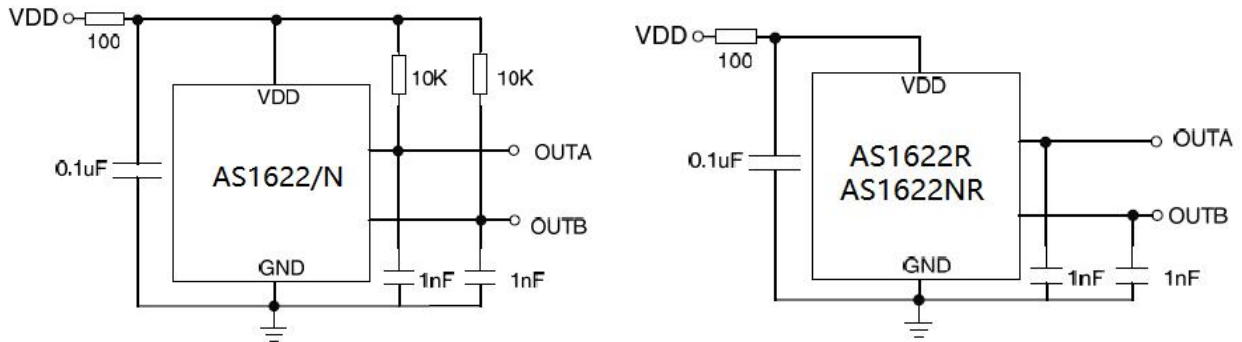 VDD
100
VDD
10K
10K
0.1uF
AS1622/N
OUTA
OUTB
GND
1nF
1nF
VDD
100
VDD
0.1uF
AS1622R
AS1622NR
OUTA
OUTB
GND
1nF
1nF